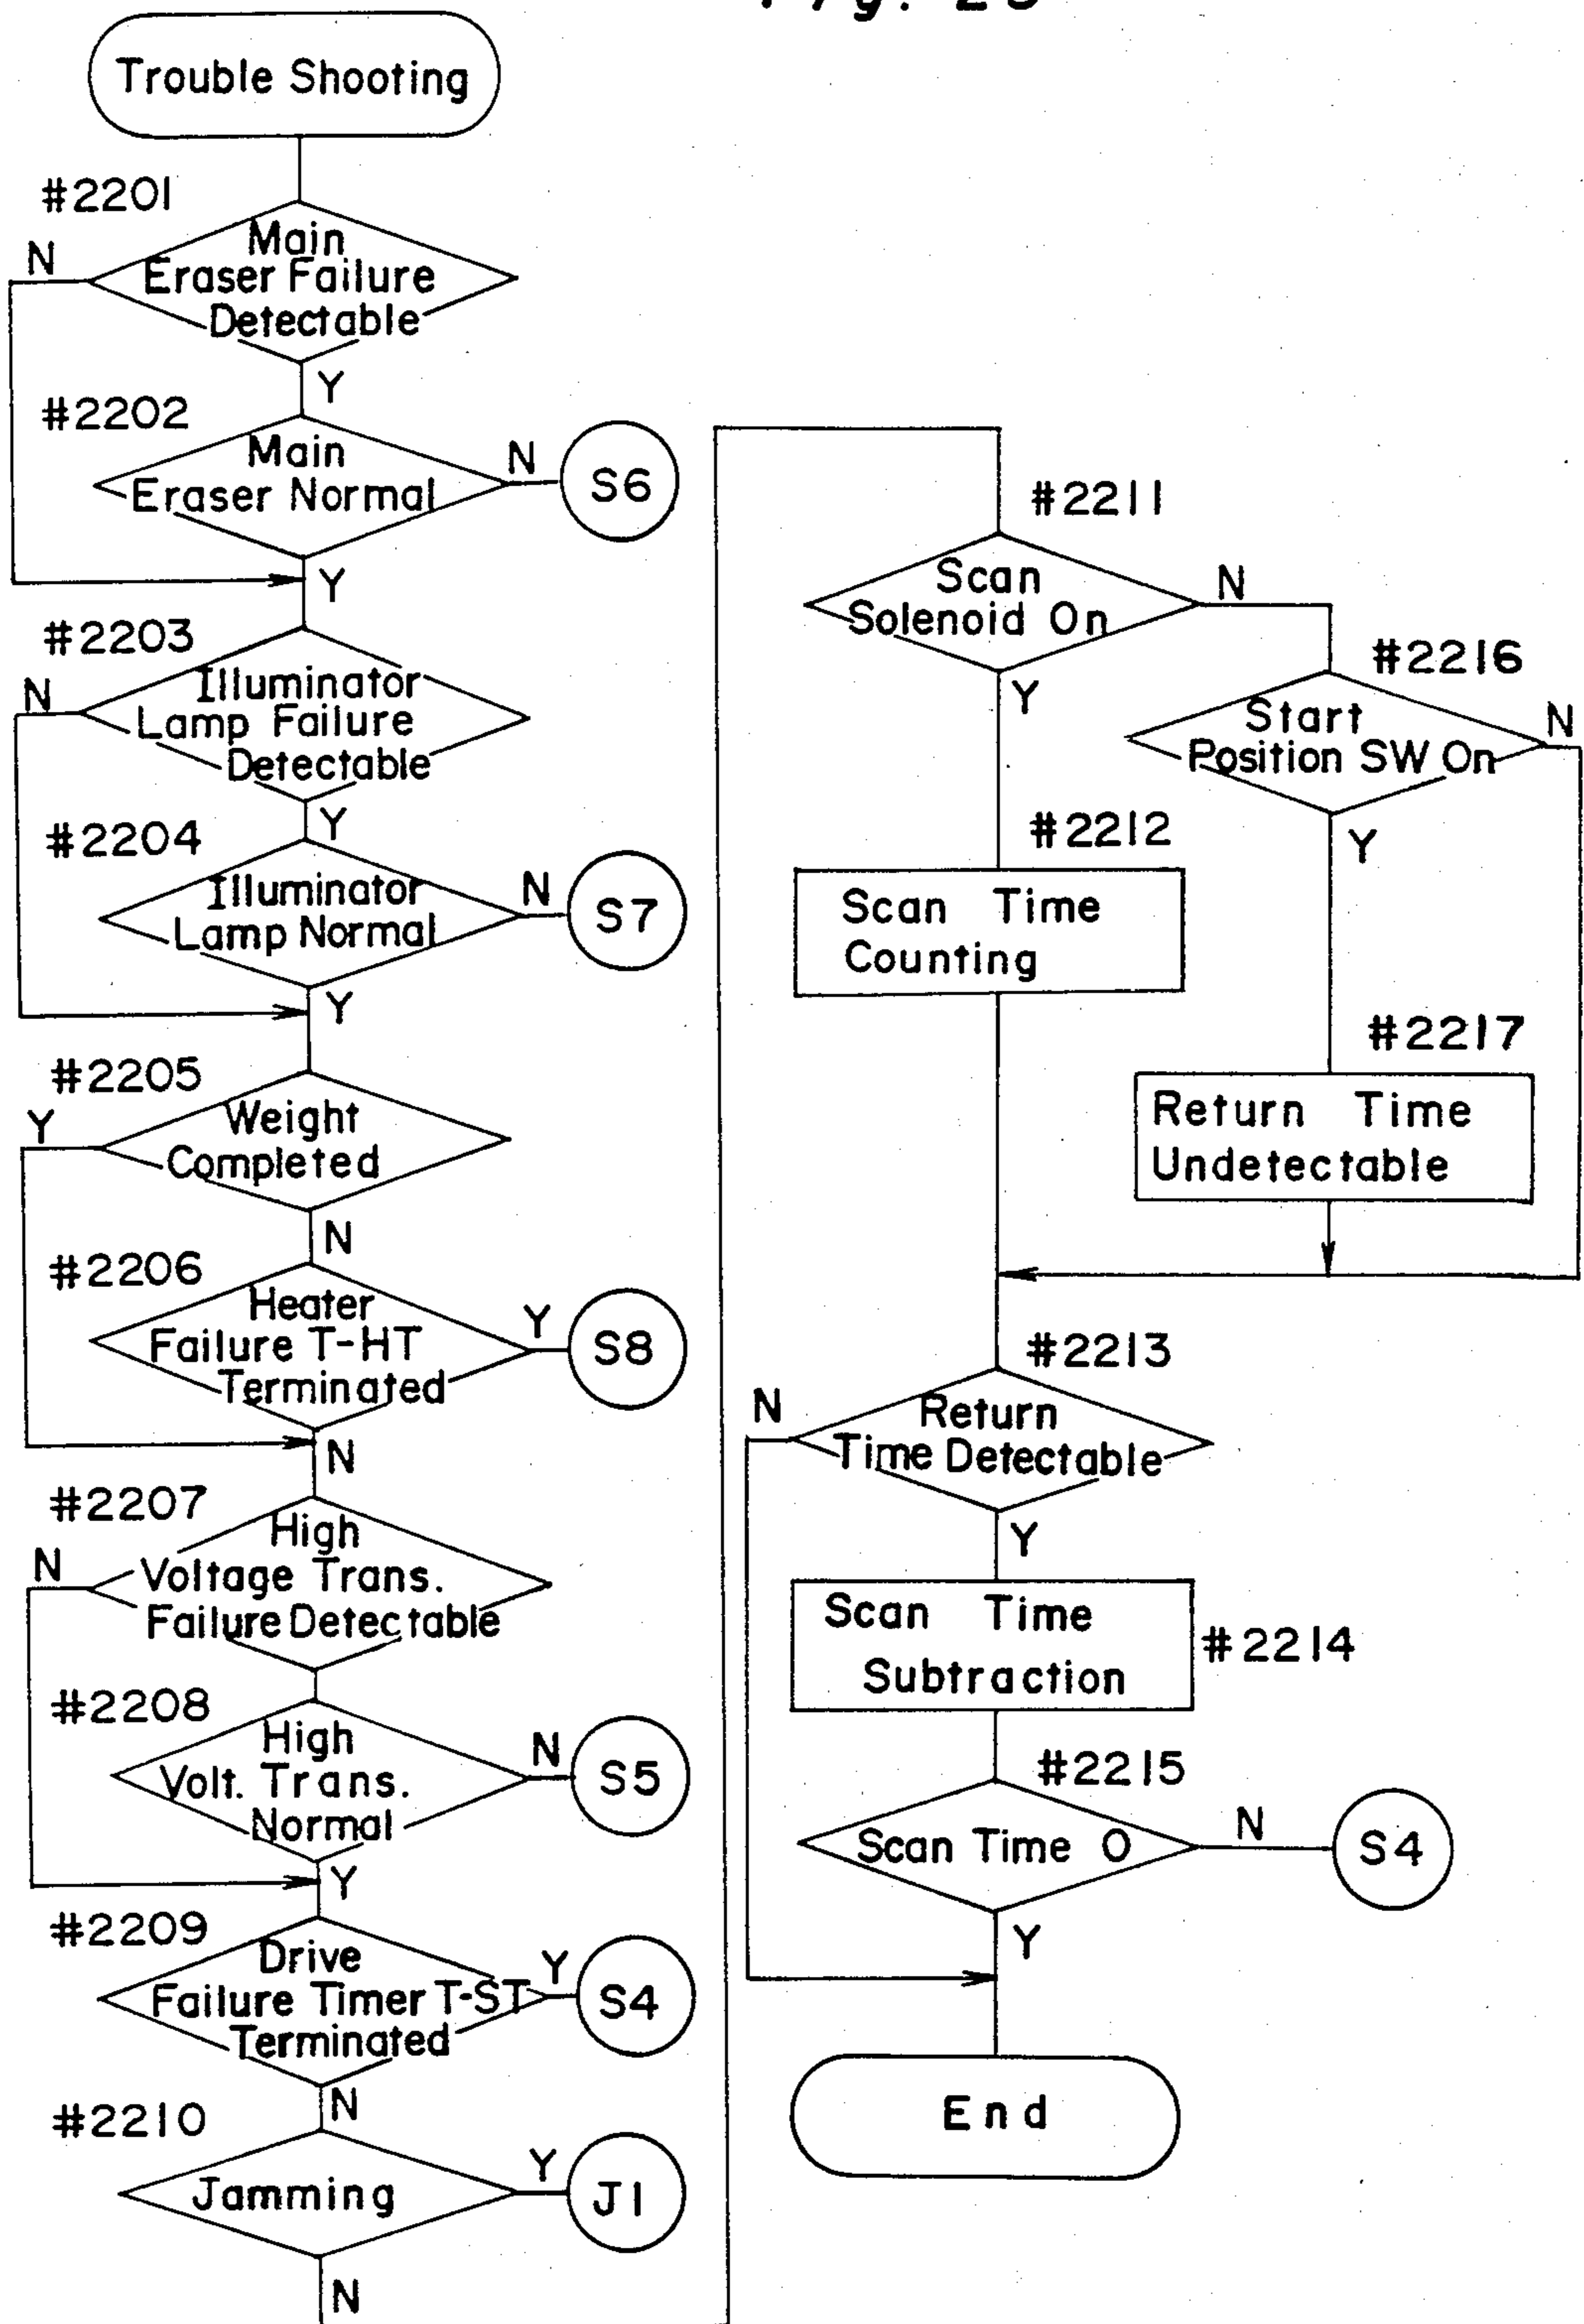 Trouble Shooting
#2201
Main
Eraser Failure
Detectable
N
Y
#2202
Main
Eraser Normal
N
S6
Y
#2203
Illuminator
Lamp Failure
Detectable
N
Y
#2204
Illuminator
Lamp Normal
N
S7
Y
#2205
Weight
Completed
Y
N
#2206
Heater
Failure T-HT
Terminated
Y
S8
N
#2207
High
Voltage Trans.
Failure Detectable
N
#2208
High
Volt. Trans.
Normal
N
S5
Y
#2209
Drive
Failure Timer T-ST
Terminated
Y
S4
N
#2210
Jamming
Y
J1
N
#2211
Scan
Solenoid On
N
Y
#2216
Start
Position SW On
N
Y
#2212
Scan Time
Counting
#2217
Return Time
Undetectable
#2213
Return
Time Detectable
N
Y
Scan Time
Subtraction
#2214
#2215
Scan Time 0
N
S4
Y
End